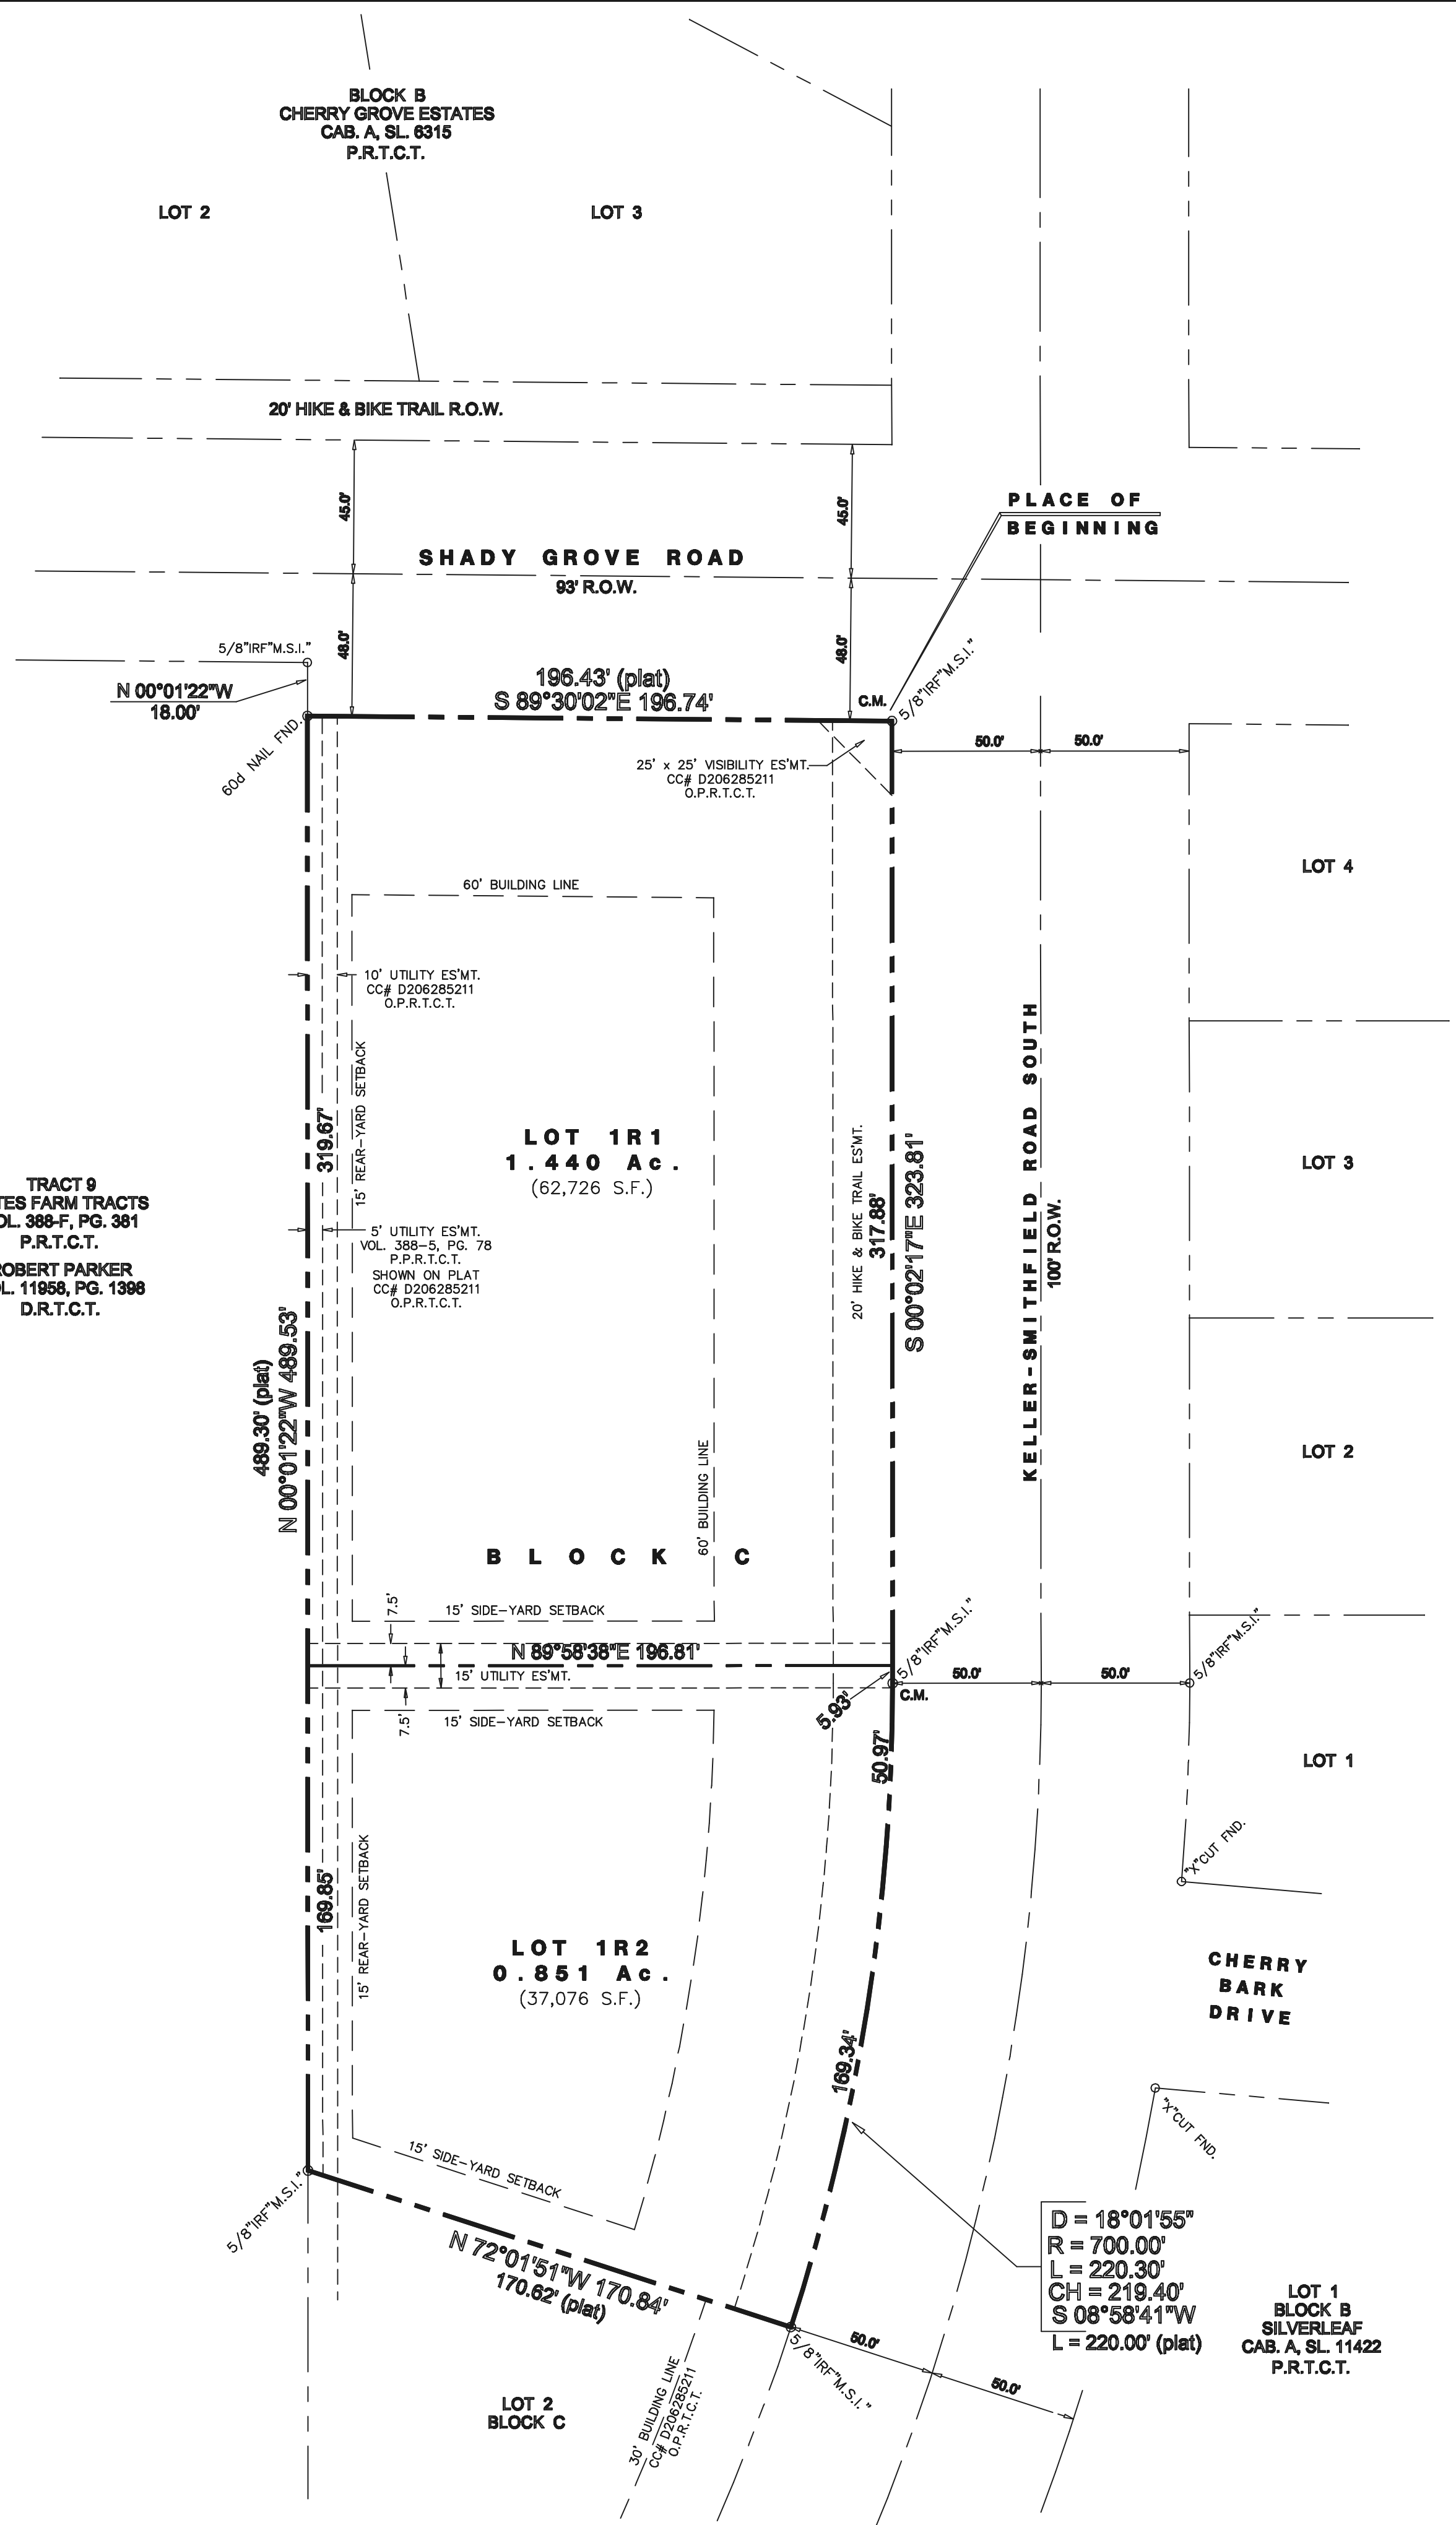 BLOCK B
CHERRY GROVE ESTATES
CAB. A, SL. 6315
P.R.T.C.T.
LOT 2
LOT 3
20' HIKE & BIKE TRAIL R.O.W.
45.0'
45.0'
PLACE OF
BEGINNING
SHADY GROVE ROAD
93' R.O.W.
48.0'
48.0'
5/8"IRF"M.S.I."
N 00°01'22"W
18.00'
60d NAIL FND.
196.43' (plat)
S 89°30'02"E 196.74'
C.M.
5/8"IRF"M.S.I."
50.0'
50.0'
25' x 25' VISIBILITY ES'MT.
CC# D206285211
O.P.R.T.C.T.
LOT 4
60' BUILDING LINE
10' UTILITY ES'MT.
CC# D206285211
O.P.R.T.C.T.
15' REAR-YARD SETBACK
319.67'
LOT 1R1
1.440 Ac.
(62,726 S.F.)
20' HIKE & BIKE TRAIL ES'MT.
317.88'
S 00°02'17"E 323.81'
KELLER-SMITHFIELD ROAD SOUTH
100' R.O.W.
LOT 3
TRACT 9
TES FARM TRACTS
OL. 388-F, PG. 381
P.R.T.C.T.
OBERT PARKER
L. 11958, PG. 1398
D.R.T.C.T.
5' UTILITY ES'MT.
VOL. 388-5, PG. 78
P.P.R.T.C.T.
SHOWN ON PLAT
CC# D206285211
O.P.R.T.C.T.
489.30' (plat)
N 00°01'22"W 489.53'
60' BUILDING LINE
LOT 2
BLOCK C
7.5'
15' SIDE-YARD SETBACK
N 89°58'38"E 196.81'
15' UTILITY ES'MT.
7.5'
15' SIDE-YARD SETBACK
5/8"IRF"M.S.I."
C.M.
50.0'
50.0'
5/8"IRF"M.S.I."
5.93'
50.97'
LOT 1
"X"CUT FND.
169.85'
15' REAR-YARD SETBACK
LOT 1R2
0.851 Ac.
(37,076 S.F.)
CHERRY
BARK
DRIVE
169.34'
"X"CUT FND.
15' SIDE-YARD SETBACK
5/8"IRF"M.S.I."
N 72°01'51"W 170.84'
170.62' (plat)
D = 18°01'55"
R = 700.00'
L = 220.30'
CH = 219.40'
S 08°58'41"W
L = 220.00' (plat)
LOT 1
BLOCK B
SILVERLEAF
CAB. A, SL. 11422
P.R.T.C.T.
5/8"IRF"M.S.I."
50.0'
50.0'
30' BUILDING LINE
CC# D206285211
O.P.R.T.C.T.
LOT 2
BLOCK C